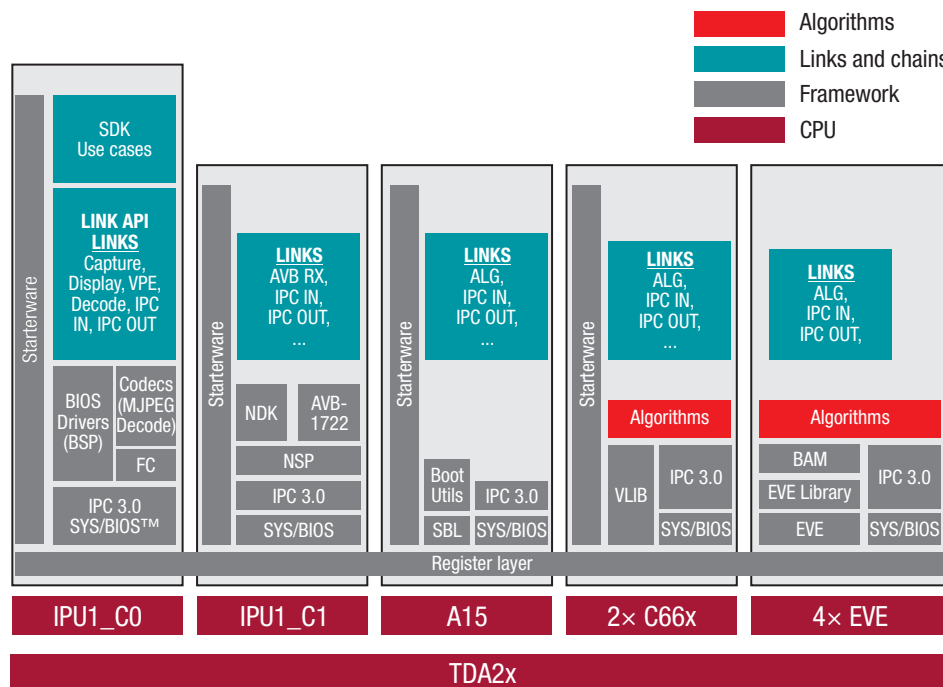 Algorithms
Links and chains
Framework
CPU
Starterware
SDK
Use cases
LINK API
LINKS
Capture,
Display, VPE,
Decode, IPC
IN, IPC OUT
BIOS
Drivers
(BSP)
Codecs
(MJPEG
Decode)
FC
IPC 3.0
SYS/BIOS™
Starterware
LINKS
AVB RX,
IPC IN,
IPC OUT,
...
NDK
AVB-
1722
NSP
IPC 3.0
SYS/BIOS
Starterware
LINKS
ALG,
IPC IN,
IPC OUT,
...
Boot
Utils
IPC 3.0
SBL
SYS/BIOS
Starterware
LINKS
ALG,
IPC IN,
IPC OUT,
...
Algorithms
VLIB
IPC 3.0
SYS/BIOS
LINKS
ALG,
IPC IN,
IPC OUT,
Algorithms
BAM
EVE Library
EVE
IPC 3.0
SYS/BIOS
Register layer
IPU1_C0
IPU1_C1
A15
2× C66x
4× EVE
TDA2x